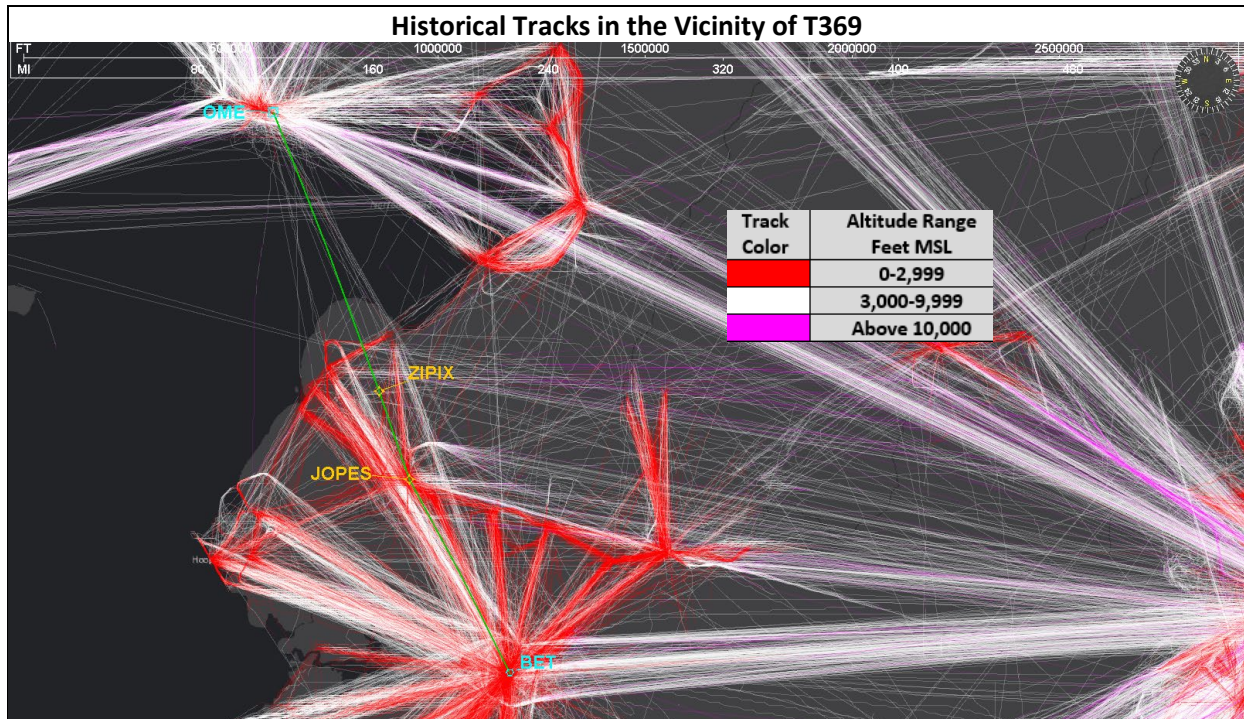 Historical Tracks in the Vicinity of T369
FT 500000 1000000 1500000 2000000 2500000
MI 80 160 240 320 400 480
OME
Track Color Altitude Range Feet MSL
0-2,999
3,000-9,999
Above 10,000
ZIPIX
JOPES
BET